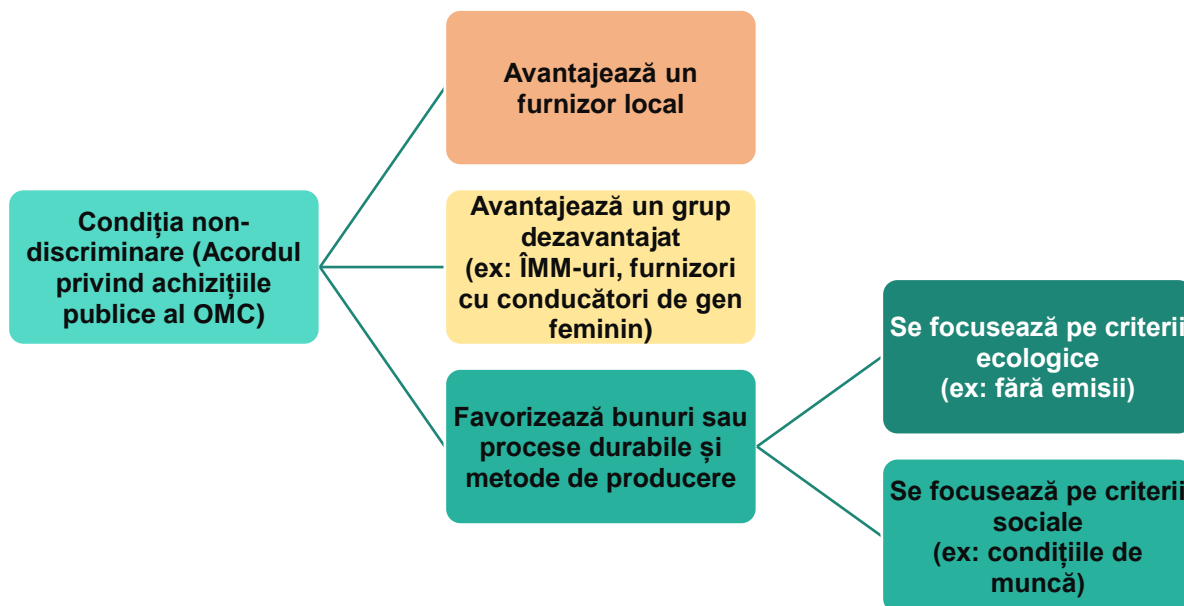 Avantajează un
furnizor local
Condiția non-
discriminare (Acordul
privind achizițiile
publice al OMC)
Avantajează un grup
dezavantajat
(ex: ÎMM-uri, furnizori
cu conducători de gen
feminin)
Favorizează bunuri sau
procese durabile și
metode de producere
Se focusează pe criterii
ecologice
(ex: fără emisii)
Se focusează pe criterii
sociale
(ex: condițiile de
muncă)